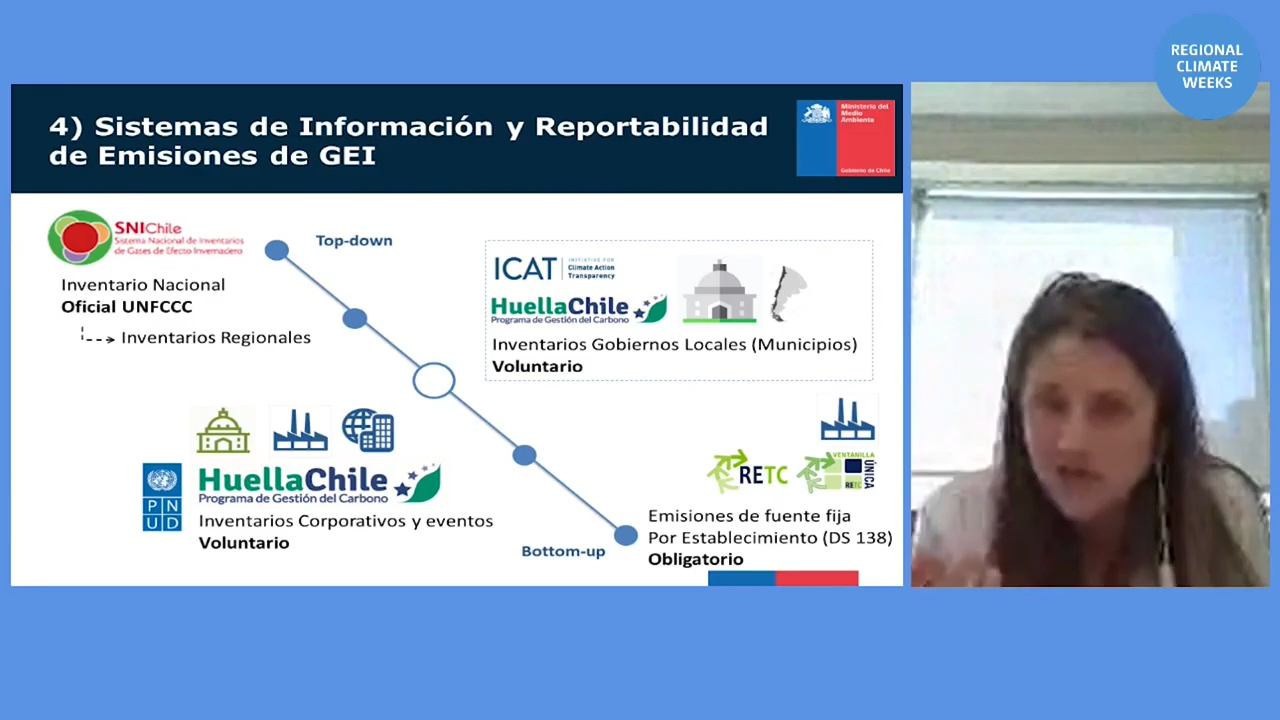 REGIONAL
CLIMATE
WEEKS
4) Sistemas de Información y Reportabilidad
de Emisiones de GEI
Ministerio del
Medio
Ambiente
Gobierno de Chile
SNIChile
Sistema Nacional de Inventarios
de Gases de Efecto Invernadero
Top-down
Inventario Nacional
Oficial UNFCCC
Inventarios Regionales
ICAT
INITIATIVE FOR
Climate Action
Transparency
HuellaChile
Programa de Gestión del Carbono
Inventarios Gobiernos Locales (Municipios)
Voluntario
PN
UD
HuellaChile
Programa de Gestión del Carbono
Inventarios Corporativos y eventos
Voluntario
RETC
VENTANILLA
ÚNICA
RETC
Bottom-up
Emisiones de fuente fija
Por Establecimiento (DS 138)
Obligatorio